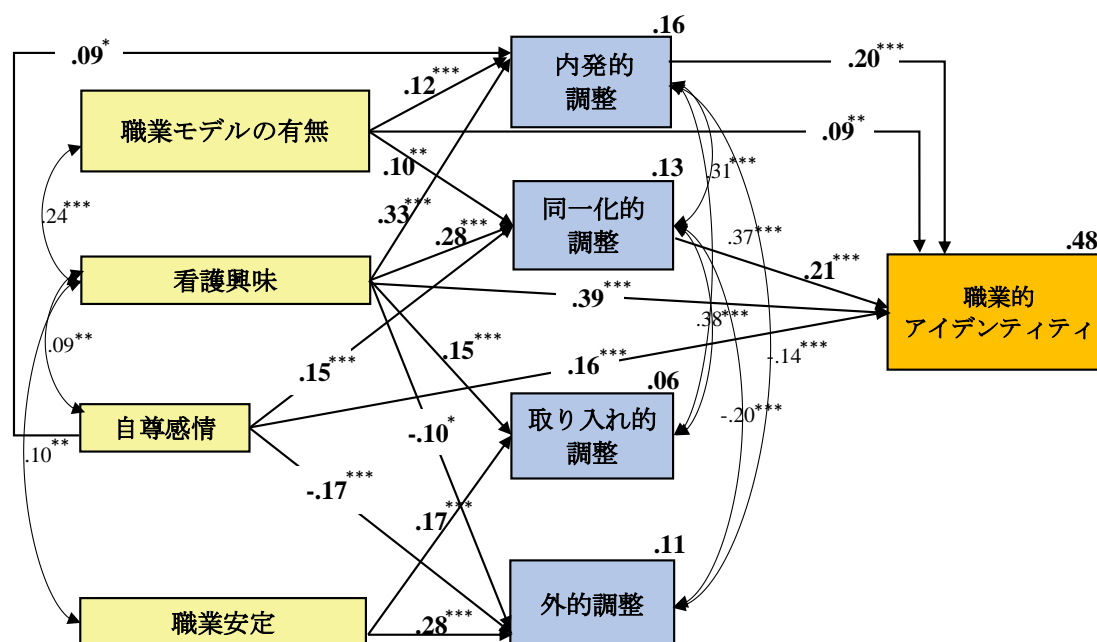 .16
.09*
.20***
内発的
調整
.12***
職業モデルの有無
.09**
.10**
.13
.31***
.24***
.33***
同一化的
調整
.28***
.37***
.48
看護興味
.21***
.39***
職業的
アイデンティティ
.38***
.09**
.15***
.15***
.16***
-.14***
.06
自尊感情
-.10*
取り入れ的
調整
-.20***
.10**
-.17***
.17***
.11
外的調整
職業安定
.28***